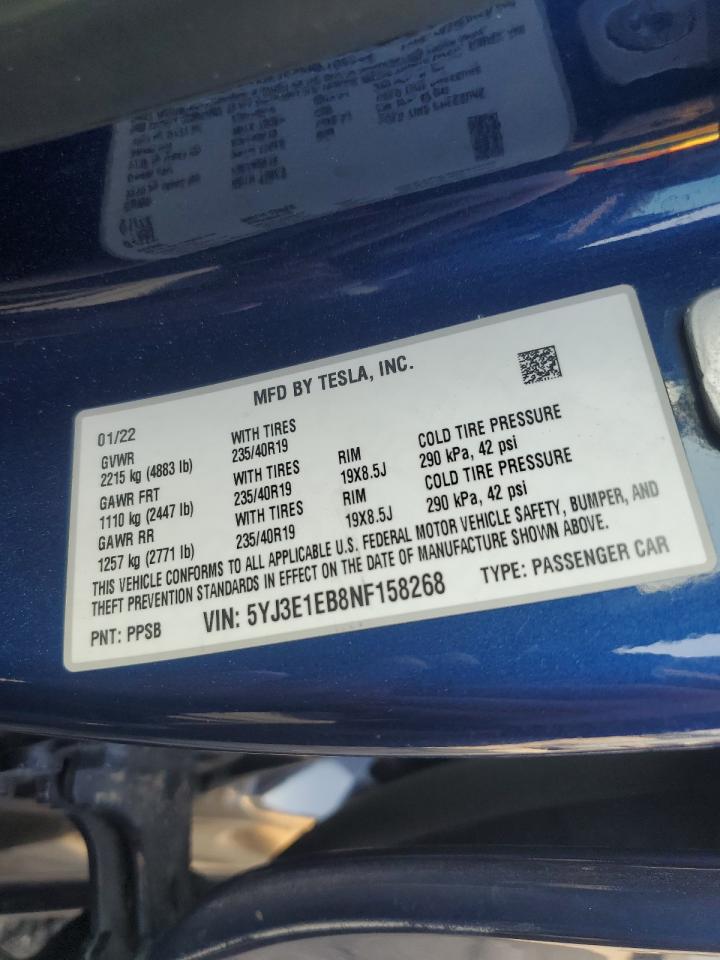 MFD BY TESLA, INC.
01/22
GVWR WITH TIRES RIM COLD TIRE PRESSURE
2215 kg (4883 lb) 235/40R19 19X8.5J 290 kPa, 42 psi
GAWR FRT WITH TIRES RIM COLD TIRE PRESSURE
1110 kg (2447 lb) 235/40R19 19X8.5J 290 kPa, 42 psi
GAWR RR WITH TIRES
1257 kg (2771 lb) 235/40R19
THIS VEHICLE CONFORMS TO ALL APPLICABLE U.S. FEDERAL MOTOR VEHICLE SAFETY, BUMPER, AND
THEFT PREVENTION STANDARDS IN EFFECT ON THE DATE OF MANUFACTURE SHOWN ABOVE.
PNT: PPSB VIN: 5YJ3E1EB8NF158268 TYPE: PASSENGER CAR